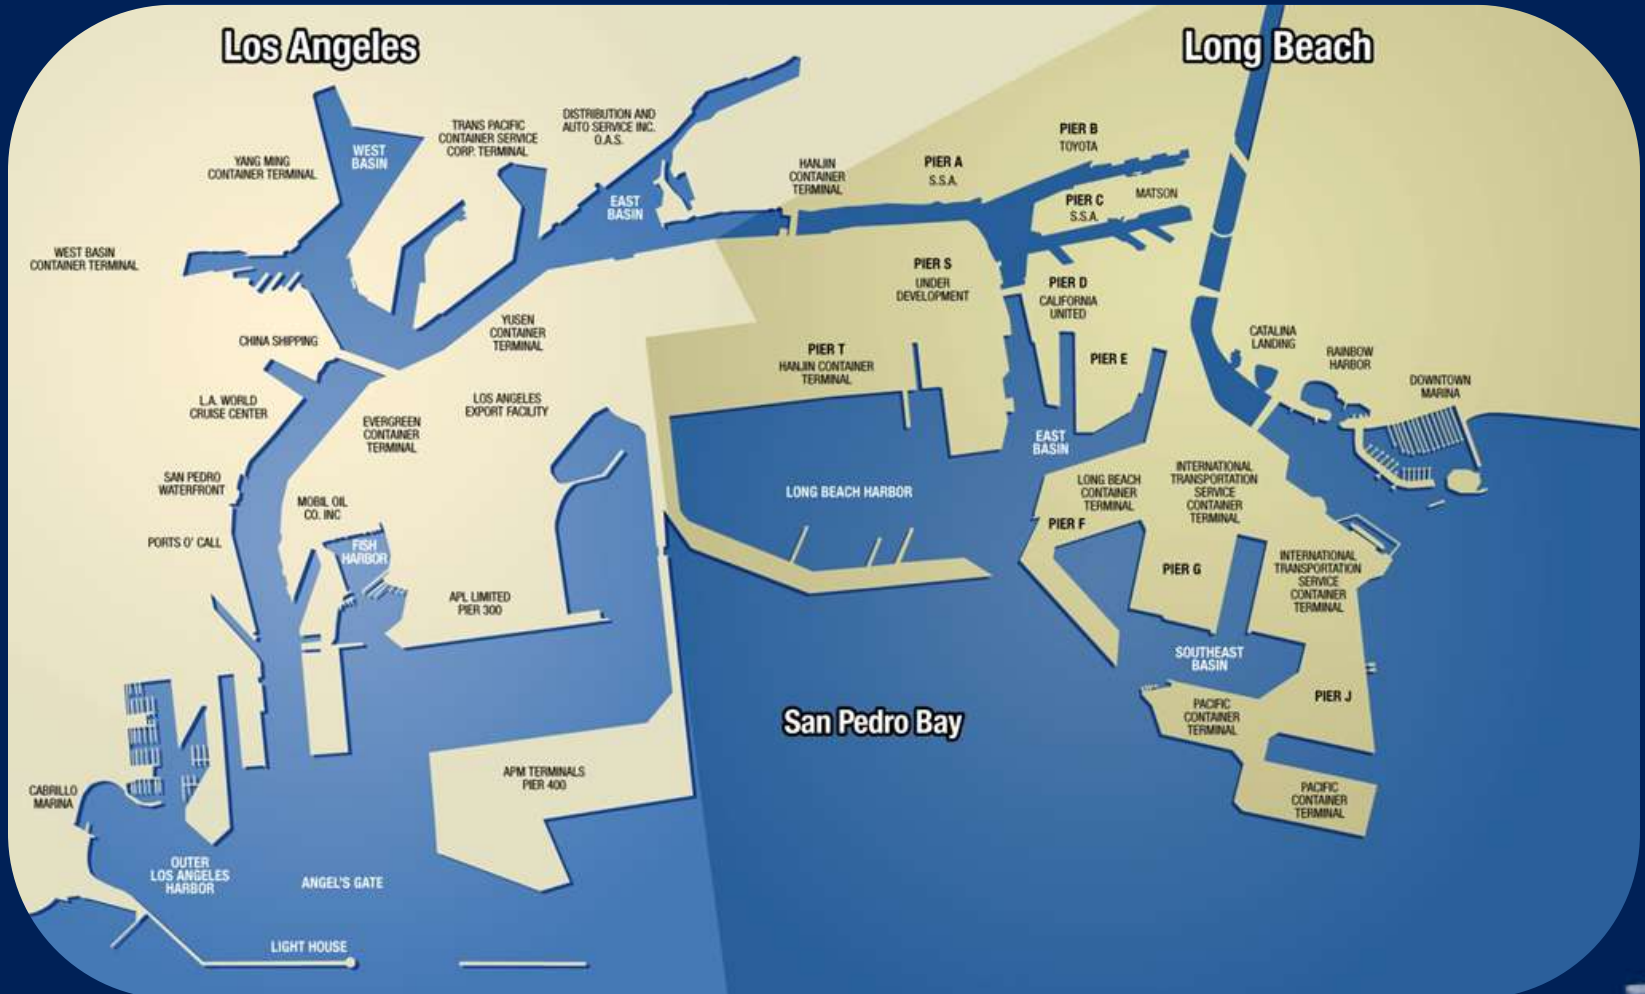 Los Angeles
Long Beach
WEST
BASIN
YANG MING
CONTAINER TERMINAL
TRANS PACIFIC
CONTAINER SERVICE
CORP. TERMINAL
DISTRIBUTION AND
AUTO SERVICE INC.
O.A.S.
EAST
BASIN
HANJIN
CONTAINER
TERMINAL
PIER A
S.S.A.
PIER B
TOYOTA
PIER C
S.S.A.
MATSON
WEST BASIN
CONTAINER TERMINAL
CHINA SHIPPING
YUSEN
CONTAINER
TERMINAL
PIER S
UNDER
DEVELOPMENT
PIER D
CALIFORNIA
UNITED
PIER T
HANJIN CONTAINER
TERMINAL
PIER E
CATALINA
LANDING
RAINBOW
HARBOR
DOWNTOWN
MARINA
L.A. WORLD
CRUISE CENTER
EVERGREEN
CONTAINER
TERMINAL
LOS ANGELES
EXPORT FACILITY
EAST
BASIN
SAN PEDRO
WATERFRONT
MOBIL OIL
CO. INC
LONG BEACH HARBOR
LONG BEACH
CONTAINER
TERMINAL
PIER F
INTERNATIONAL
TRANSPORTATION
SERVICE
CONTAINER
TERMINAL
PORTS O' CALL
FISH
HARBOR
APL LIMITED
PIER 300
PIER G
INTERNATIONAL
TRANSPORTATION
SERVICE
CONTAINER
TERMINAL
SOUTHEAST
BASIN
PIER J
San Pedro Bay
PACIFIC
CONTAINER
TERMINAL
APM TERMINALS
PIER 400
PACIFIC
CONTAINER
TERMINAL
CABRILLO
MARINA
OUTER
LOS ANGELES
HARBOR
ANGEL'S GATE
LIGHT HOUSE